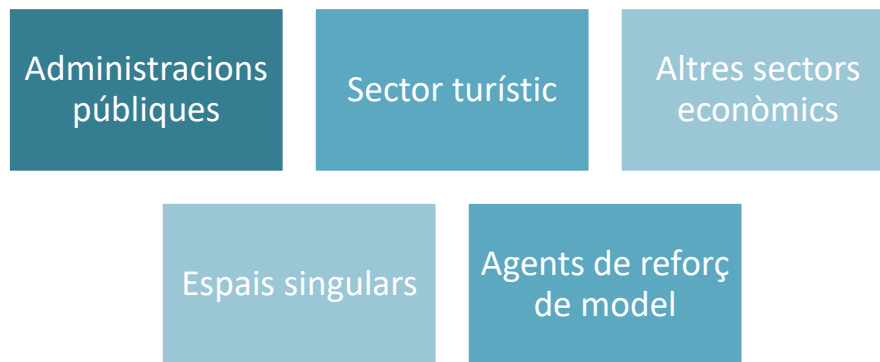 Administracions
públiques
Sector turístic
Altres sectors
econòmics
Espais singulars
Agents de reforç
de model